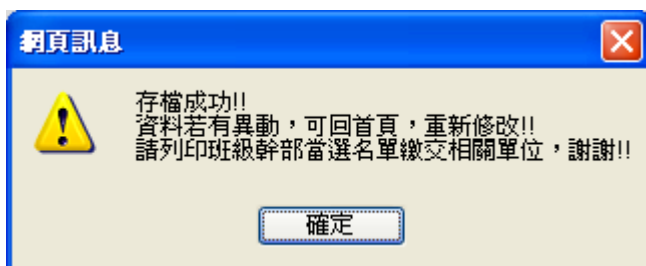 網頁訊息
存檔成功!!
資料若有異動，可回首頁，重新修改!!
請列印班級幹部當選名單繳交相關單位，謝謝!!
確定